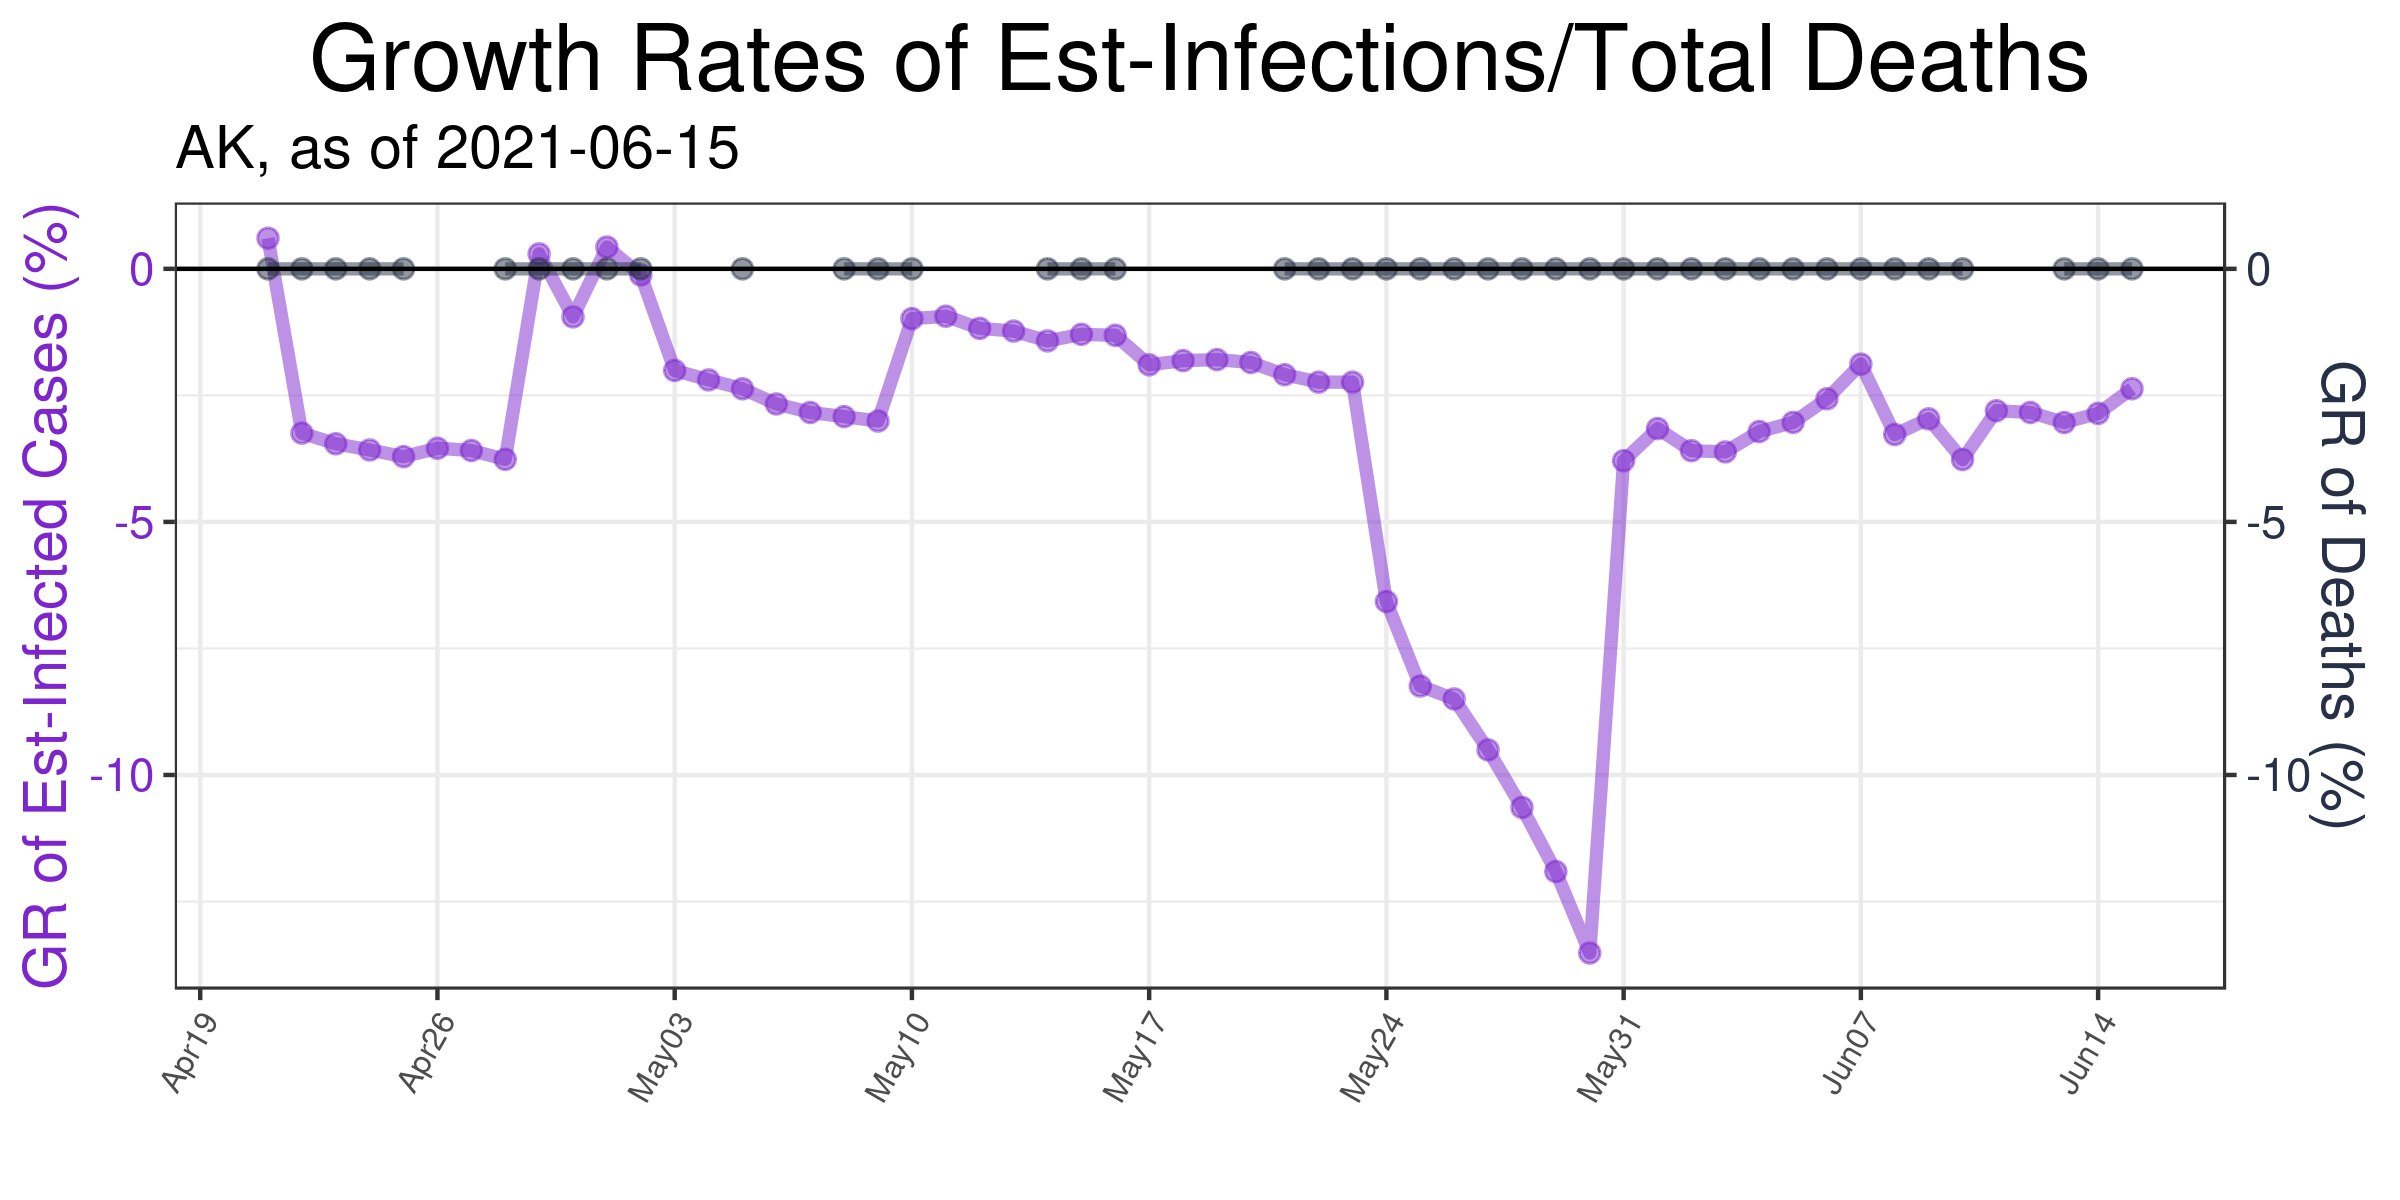 Growth Rates of Est-Infections/Total Deaths
AK, as of 2021-06-15
GR of Est-Infected Cases (%)
0
-5
-10
0
-5
-10
GR of Deaths (%)
Apr19
Apr26
May03
May10
May17
May24
May31
Jun07
Jun14